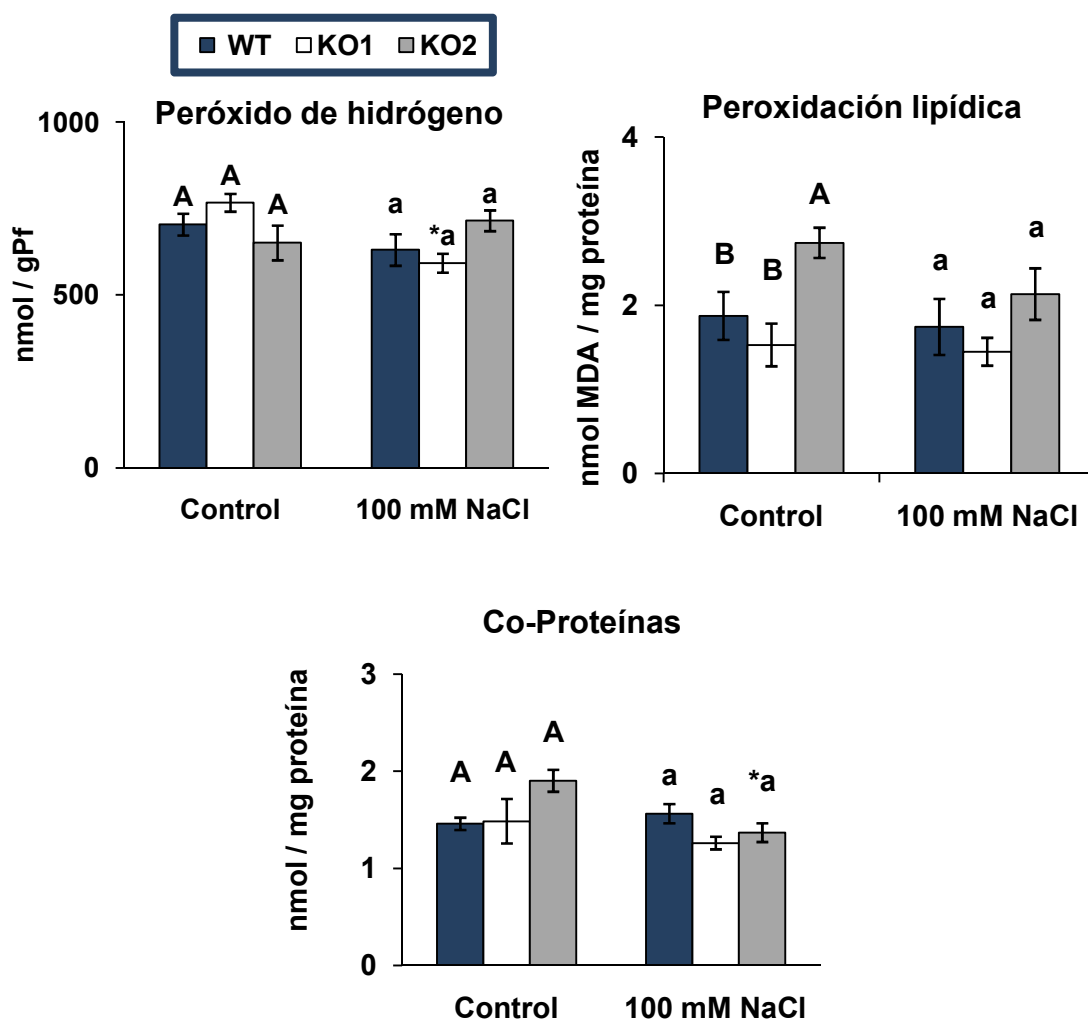 WT KO1 KO2
Peróxido de hidrógeno
nmol / gPf
1000
500
0
A A A a *a a
Control 100 mM NaCl
Peroxidación lipídica
nmol MDA / mg proteína
4
2
0
B B A a a a
Control 100 mM NaCl
Co-Proteínas
nmol / mg proteína
3
2
1
0
A A A a a *a
Control 100 mM NaCl